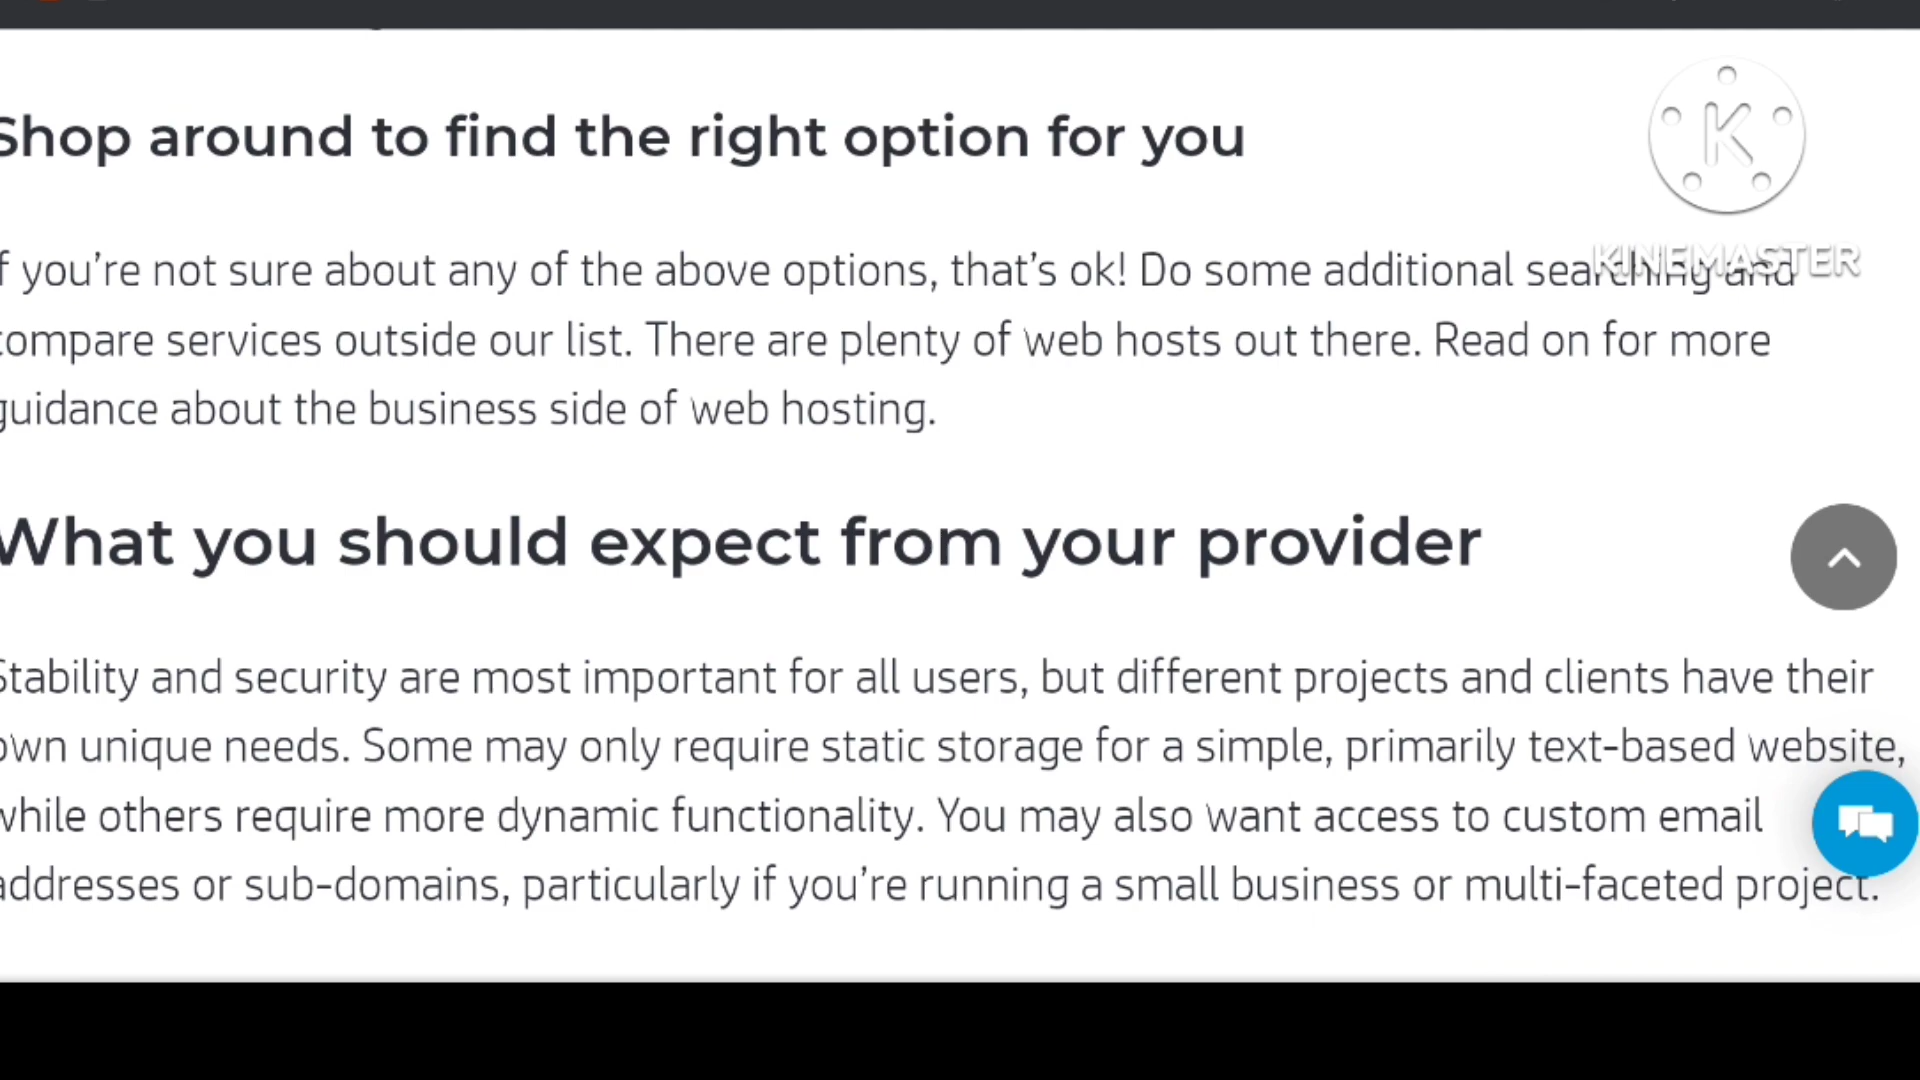 Shop around to find the right option for you
K
KINEMASTER
If you’re not sure about any of the above options, that’s ok! Do some additional searching and
compare services outside our list. There are plenty of web hosts out there. Read on for more
guidance about the business side of web hosting.
What you should expect from your provider
Stability and security are most important for all users, but different projects and clients have their
own unique needs. Some may only require static storage for a simple, primarily text-based website,
while others require more dynamic functionality. You may also want access to custom email
addresses or sub-domains, particularly if you’re running a small business or multi-faceted project.